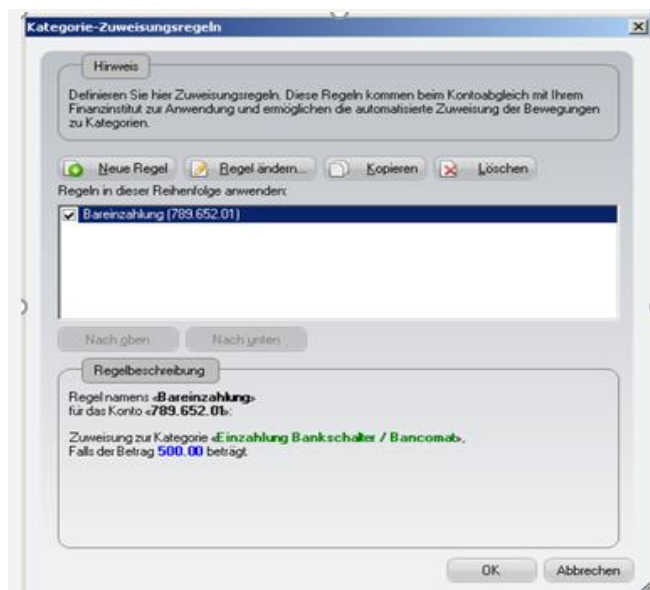 Kategorie-Zuweisungsregeln
Hinweis
Definieren Sie hier Zuweisungsregeln. Diese Regeln kommen beim Kontoabgleich mit Ihrem
Finanzinstitut zur Anwendung und ermöglichen die automatisierte Zuweisung der Bewegungen
zu Kategorien.
Neue Regel Regel ändern... Kopieren Löschen
Regeln in dieser Reihenfolge anwenden:
Bareinzahlung (789.652.01)
Nach oben Nach unten
Regelbeschreibung
Regel namens «Bareinzahlung»
für das Konto «789.652.01»:
Zuweisung zur Kategorie «Einzahlung Bankschalter / Bancomat»,
Falls der Betrag 500.00 beträgt
OK Abbrechen